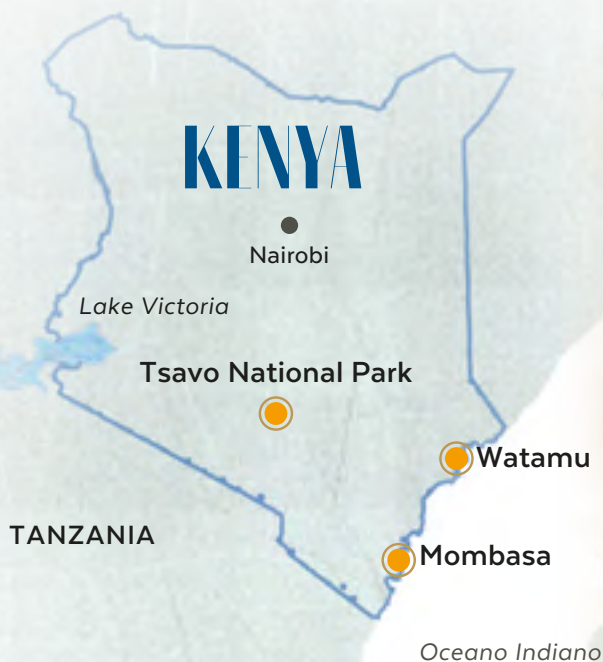 KENYA
Nairobi
Lake Victoria
Tsavo National Park
Watamu
TANZANIA
Mombasa
Oceano Indiano